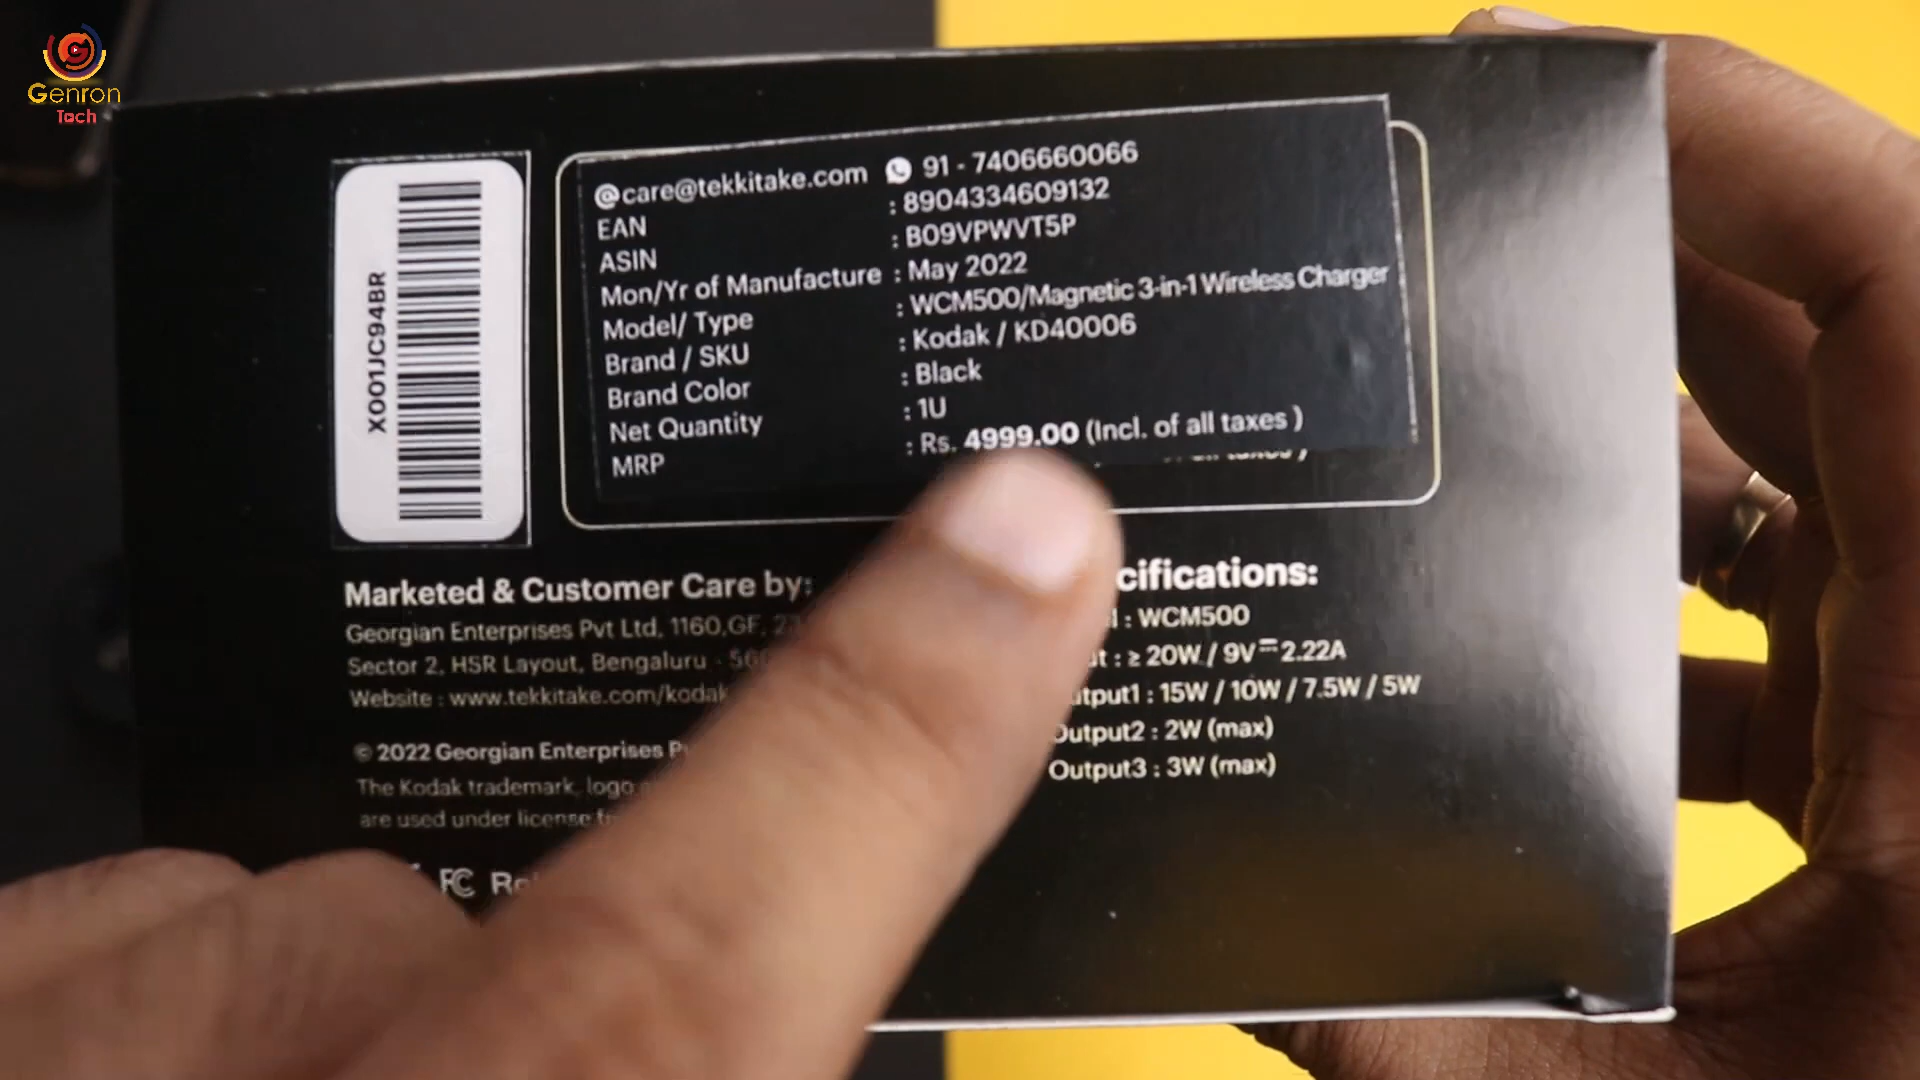 Genron
Tech
X001JC94BR
@care@tekkitake.com 91 - 7406660066
EAN : 8904334609132
ASIN : B09VPWVT5P
Mon/Yr of Manufacture : May 2022
Model/ Type : WCM500/Magnetic 3-in-1 Wireless Charger
Brand / SKU : Kodak / KD40006
Brand Color : Black
Net Quantity : 1U
MRP : Rs. 4999.00 (Incl. of all taxes )
taxes )
Marketed & Customer Care by:
Georgian Enterprises Pvt Ltd, 1160,GF,
Sector 2, HSR Layout, Bengaluru -
Website : www.tekkitake.com/kodak
© 2022 Georgian Enterprises
The Kodak trademark, logo
are used under license
FC
cifications:
: WCM500
: ≥ 20W / 9V⎓2.22A
utput1 : 15W / 10W / 7.5W / 5W
Output2 : 2W (max)
Output3 : 3W (max)